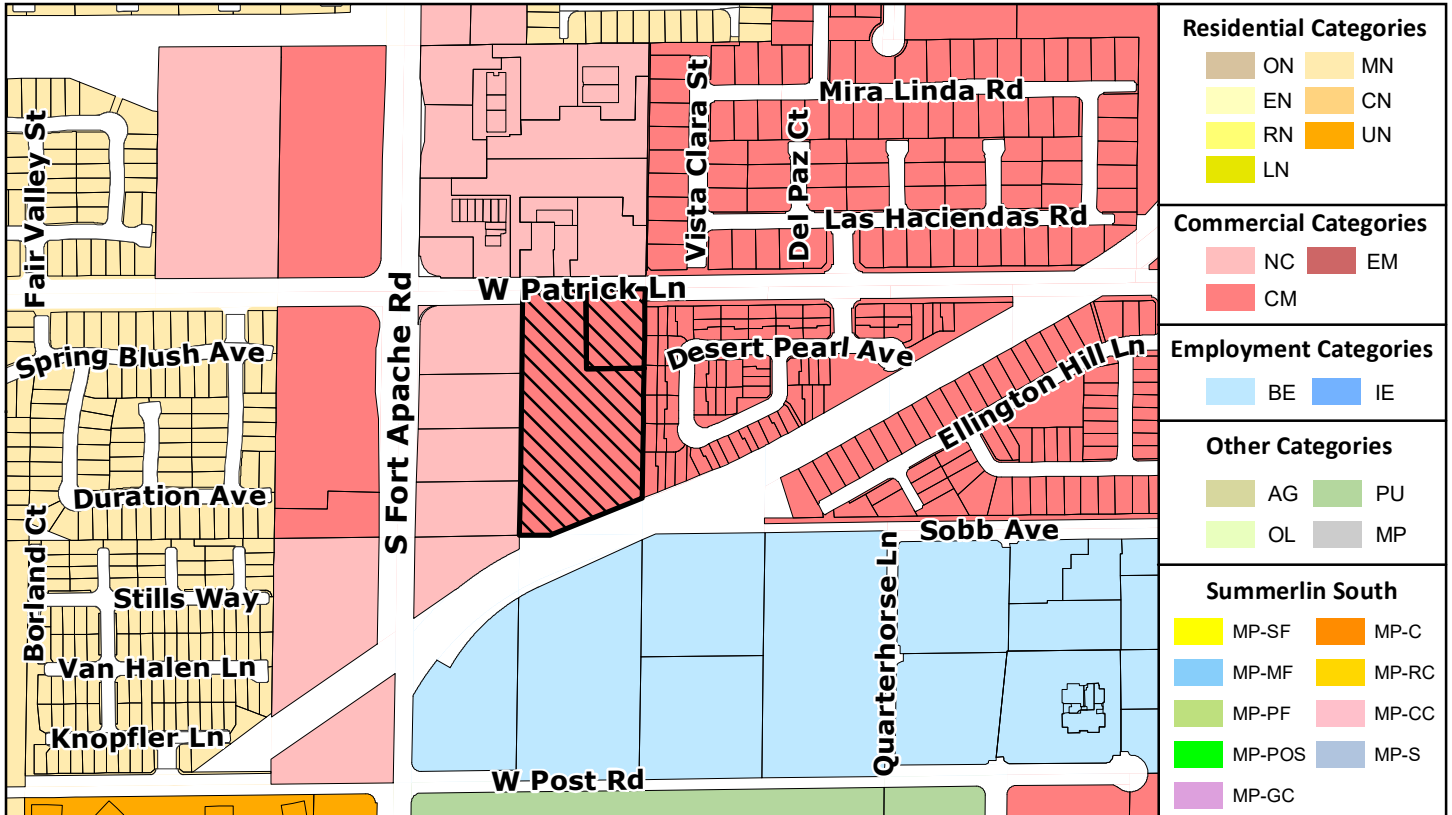 Fair Valley St
Vista Clara St
Mira Linda Rd
Del Paz Ct
Las Haciendas Rd
W Patrick Ln
S Fort Apache Rd
Spring Blush Ave
Desert Pearl Ave
Ellington Hill Ln
Duration Ave
Borland Ct
Sobb Ave
Quarterhorse Ln
Stills Way
Van Halen Ln
Knopfler Ln
W Post Rd
Residential Categories
ON MN
EN CN
RN UN
LN
Commercial Categories
NC EM
CM
Employment Categories
BE IE
Other Categories
AG PU
OL MP
Summerlin South
MP-SF MP-C
MP-MF MP-RC
MP-PF MP-CC
MP-POS MP-S
MP-GC